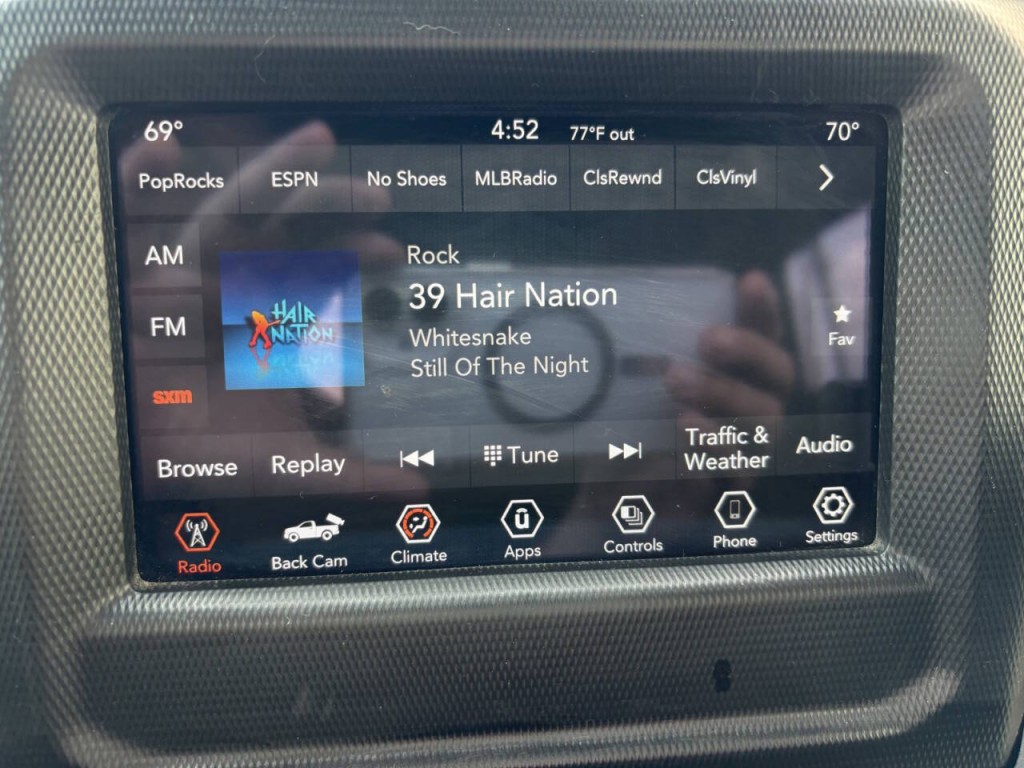 69° 4:52 77°F out 70°
PopRocks ESPN No Shoes MLBRadio ClsRewnd ClsVinyl
AM
FM
sxm
HAIR
NATION
Rock
39 Hair Nation
Whitesnake
Still Of The Night
Fav
Browse Replay Tune Traffic & Weather Audio
Radio Back Cam Climate Apps Controls Phone Settings